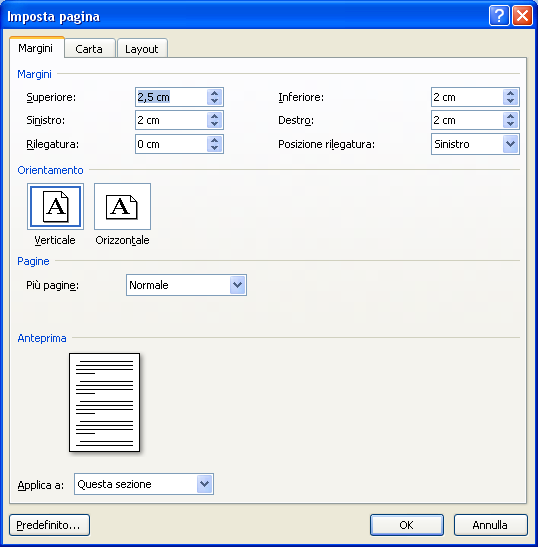 Imposta pagina
Margini Carta Layout
Margini
Superiore: 2,5 cm Inferiore: 2 cm
Sinistro: 2 cm Destro: 2 cm
Rilegatura: 0 cm Posizione rilegatura: Sinistro
Orientamento
A A
Verticale Orizzontale
Pagine
Più pagine: Normale
Anteprima
Applica a: Questa sezione
Predefinito... OK Annulla